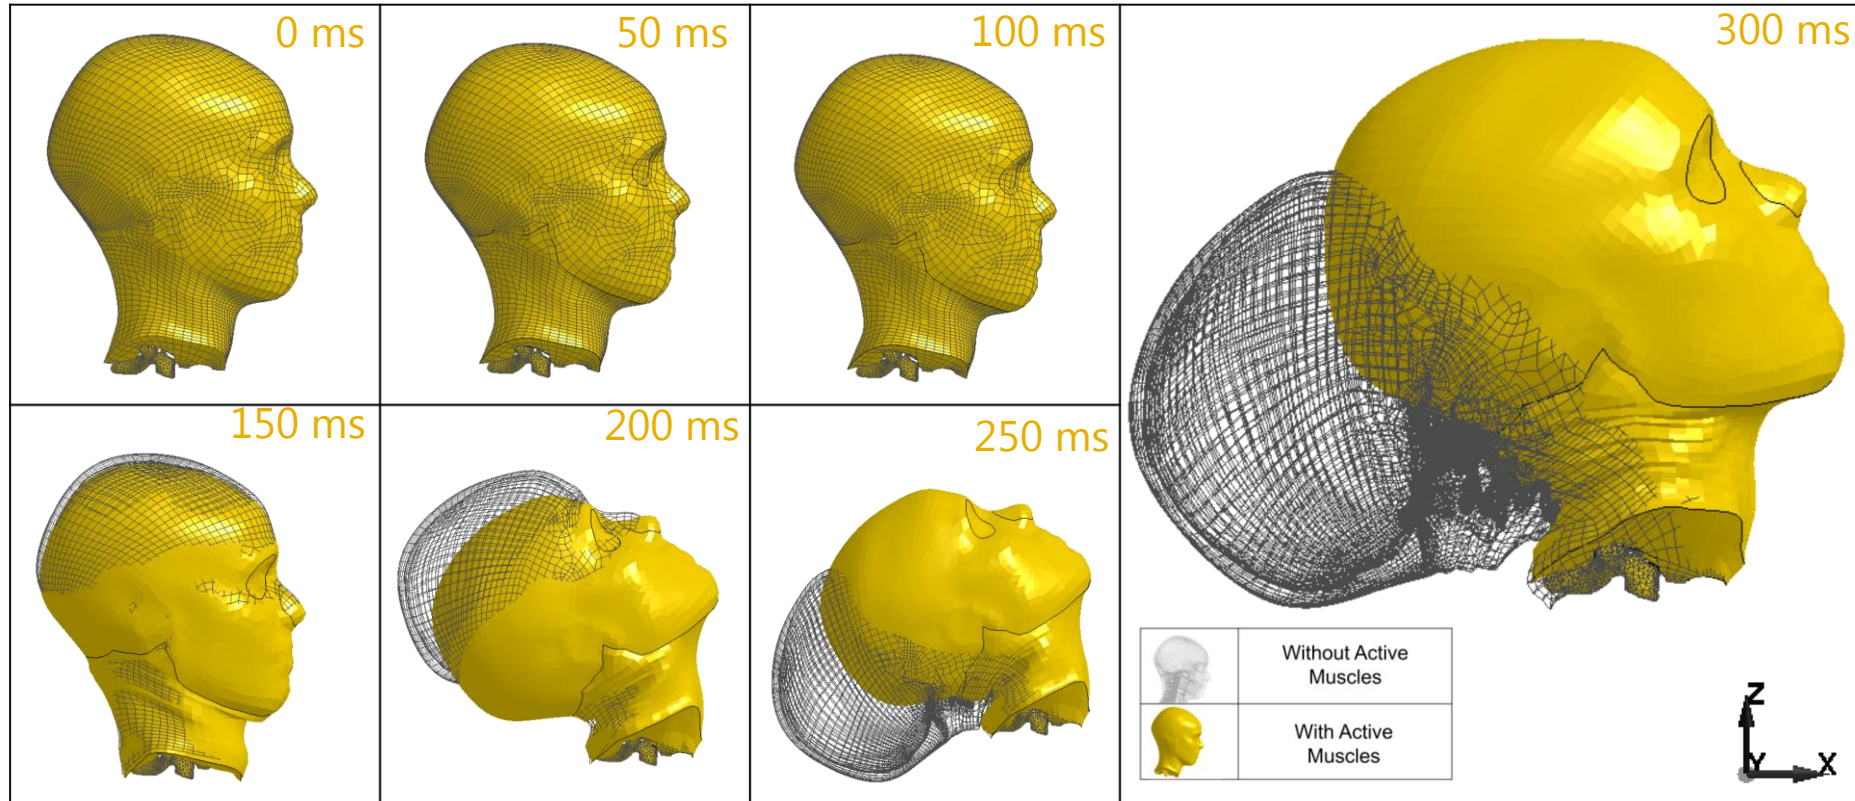 0 ms
50 ms
100 ms
300 ms
150 ms
200 ms
250 ms
Without Active
Muscles
With Active
Muscles
Z
Y
X